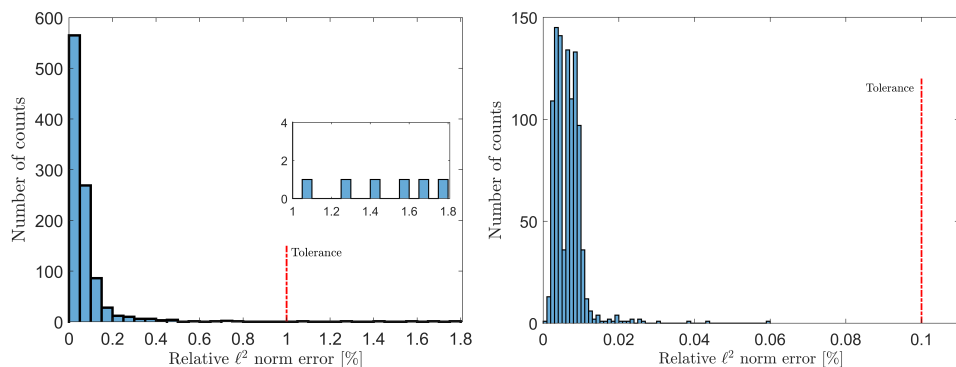 600
500
400
300
200
100
0
Number of counts
0 0.2 0.4 0.6 0.8 1 1.2 1.4 1.6 1.8
Relative ℓ² norm error [%]
Tolerance
4
2
0
1 1.2 1.4 1.6 1.8
150
100
50
0
Number of counts
0 0.02 0.04 0.06 0.08 0.1
Relative ℓ² norm error [%]
Tolerance